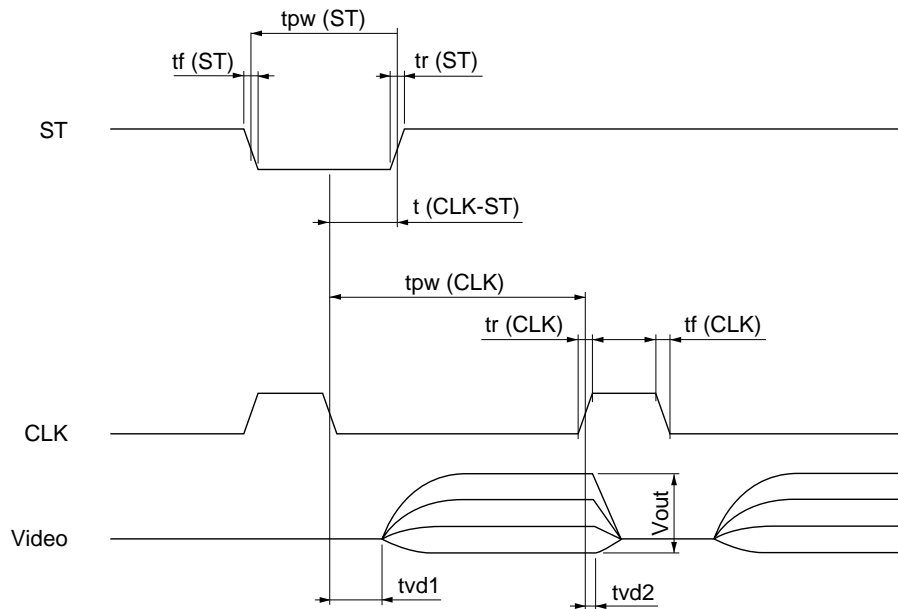 tpw (ST)
tf (ST)
tr (ST)
ST
t (CLK-ST)
tpw (CLK)
tr (CLK)
tf (CLK)
CLK
Vout
Video
tvd1
tvd2